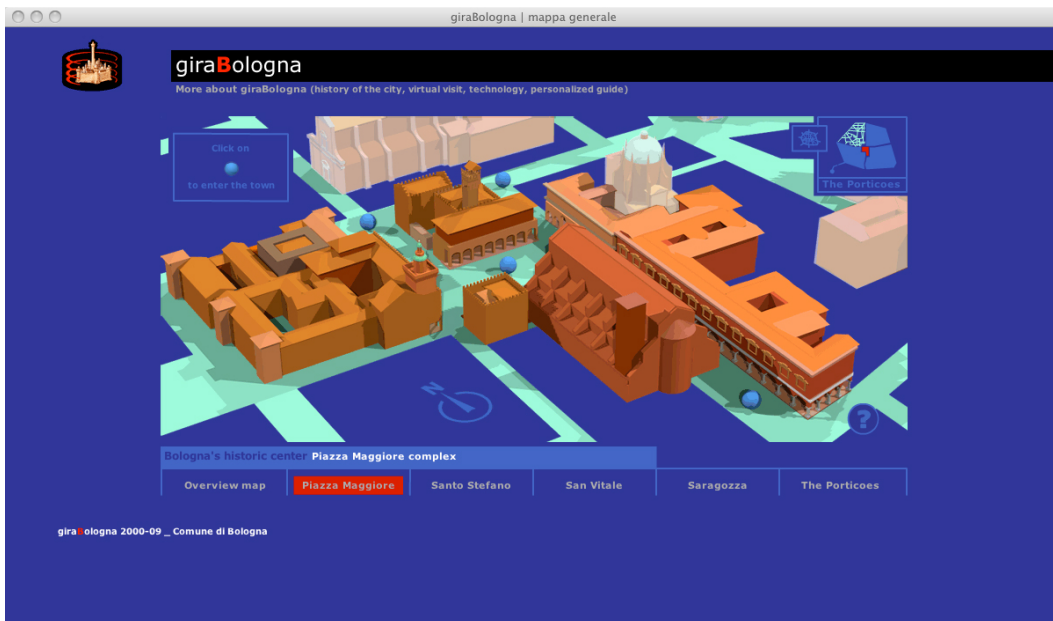 giraBologna | mappa generale
giraBologna
More about giraBologna (history of the city, virtual visit, technology, personalized guide)
Click on
to enter the town
The Porticoes
N
?
Bologna's historic center Piazza Maggiore complex
Overview map
Piazza Maggiore
Santo Stefano
San Vitale
Saragozza
The Porticoes
giraBologna 2000-09 _ Comune di Bologna